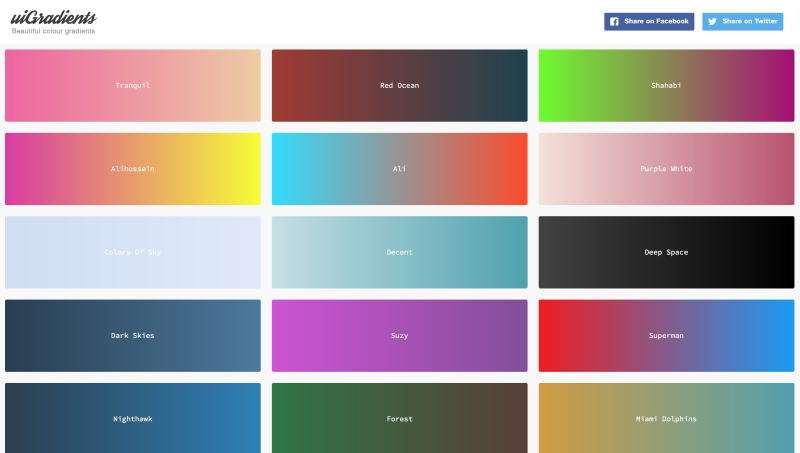 uiGradients
Beautiful colour gradients
Share on Facebook
Share on Twitter
Tranquil
Red Ocean
Shahabi
Alihossein
Ali
Purple White
Colors Of Sky
Decent
Deep Space
Dark Skies
Suzy
Superman
Nighthawk
Forest
Miami Dolphins